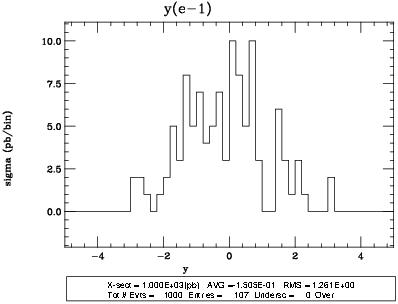 y(e−1)
10.0
7.5
5.0
2.5
0.0
sigma (pb/bin)
−4 −2 0 2 4
y
X-sect = 1.000E+03(pb) AVG =-1.505E-01 RMS = 1.261E+00
Tot # Evts = 1000 Entries = 107 Undersc = 0 Over